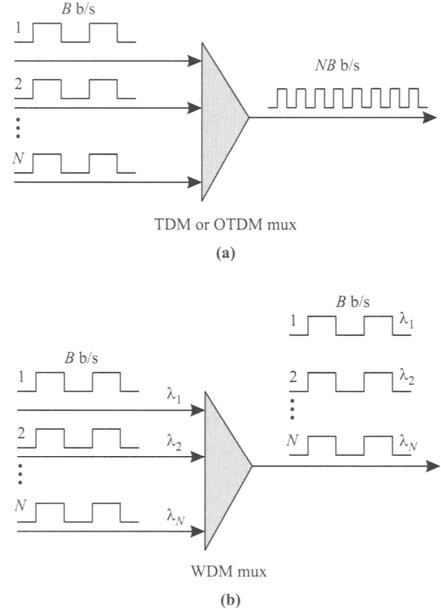 B b/s
1
NB b/s
2
N
TDM or OTDM mux
(a)
B b/s
1 λ1
B b/s
1 λ1
2 λ2
2 λ2
N λN
N λN
WDM mux
(b)